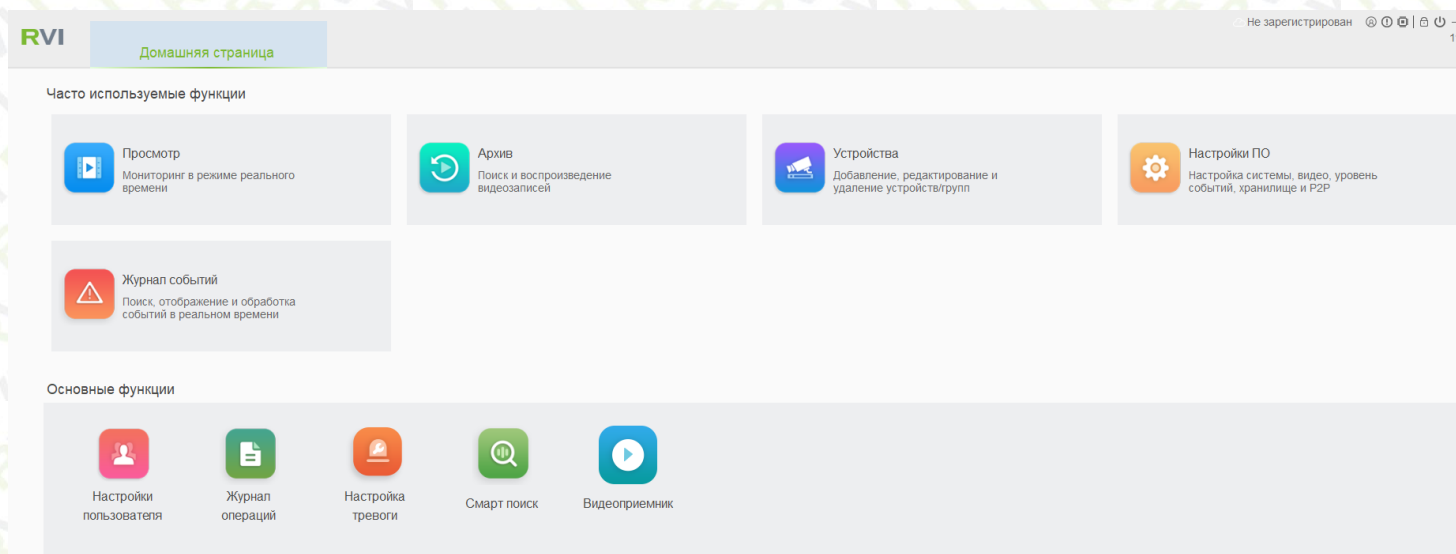 Не зарегистрирован
RVI
1
Домашняя страница
Часто используемые функции
Просмотр
Мониторинг в режиме реального
времени
Архив
Поиск и воспроизведение
видеозаписей
Устройства
Добавление, редактирование и
удаление устройств/групп
Настройки ПО
Настройка системы, видео, уровень
событий, хранилище и P2P
Журнал событий
Поиск, отображение и обработка
событий в реальном времени
Основные функции
Настройки
пользователя
Журнал
операций
Настройка
тревоги
Смарт поиск
Видеоприемник